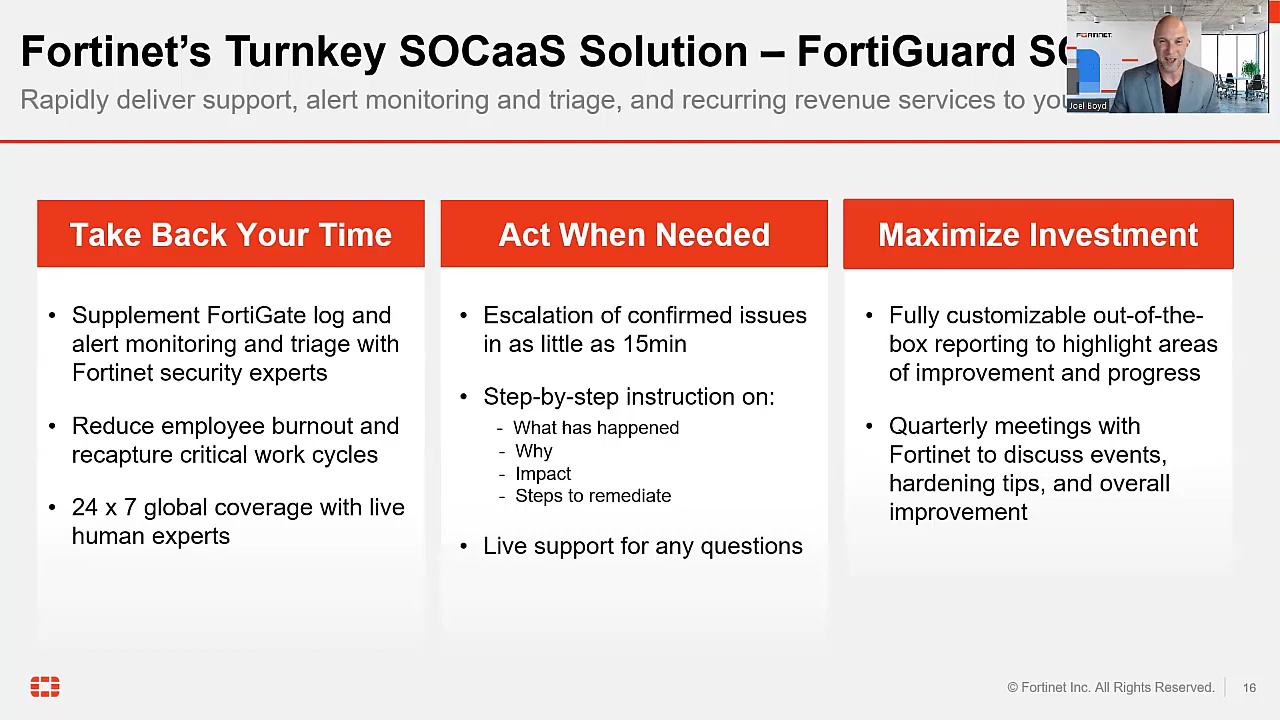 Fortinet’s Turnkey SOCaaS Solution – FortiGuard
Rapidly deliver support, alert monitoring and triage, and recurring revenue services to
FORTINET
Joel Boyd
Take Back Your Time
• Supplement FortiGate log and
alert monitoring and triage with
Fortinet security experts
• Reduce employee burnout and
recapture critical work cycles
• 24 x 7 global coverage with live
human experts
Act When Needed
• Escalation of confirmed issues
in as little as 15min
• Step-by-step instruction on:
- What has happened
- Why
- Impact
- Steps to remediate
• Live support for any questions
Maximize Investment
• Fully customizable out-of-the-
box reporting to highlight areas
of improvement and progress
• Quarterly meetings with
Fortinet to discuss events,
hardening tips, and overall
improvement
© Fortinet Inc. All Rights Reserved.
16